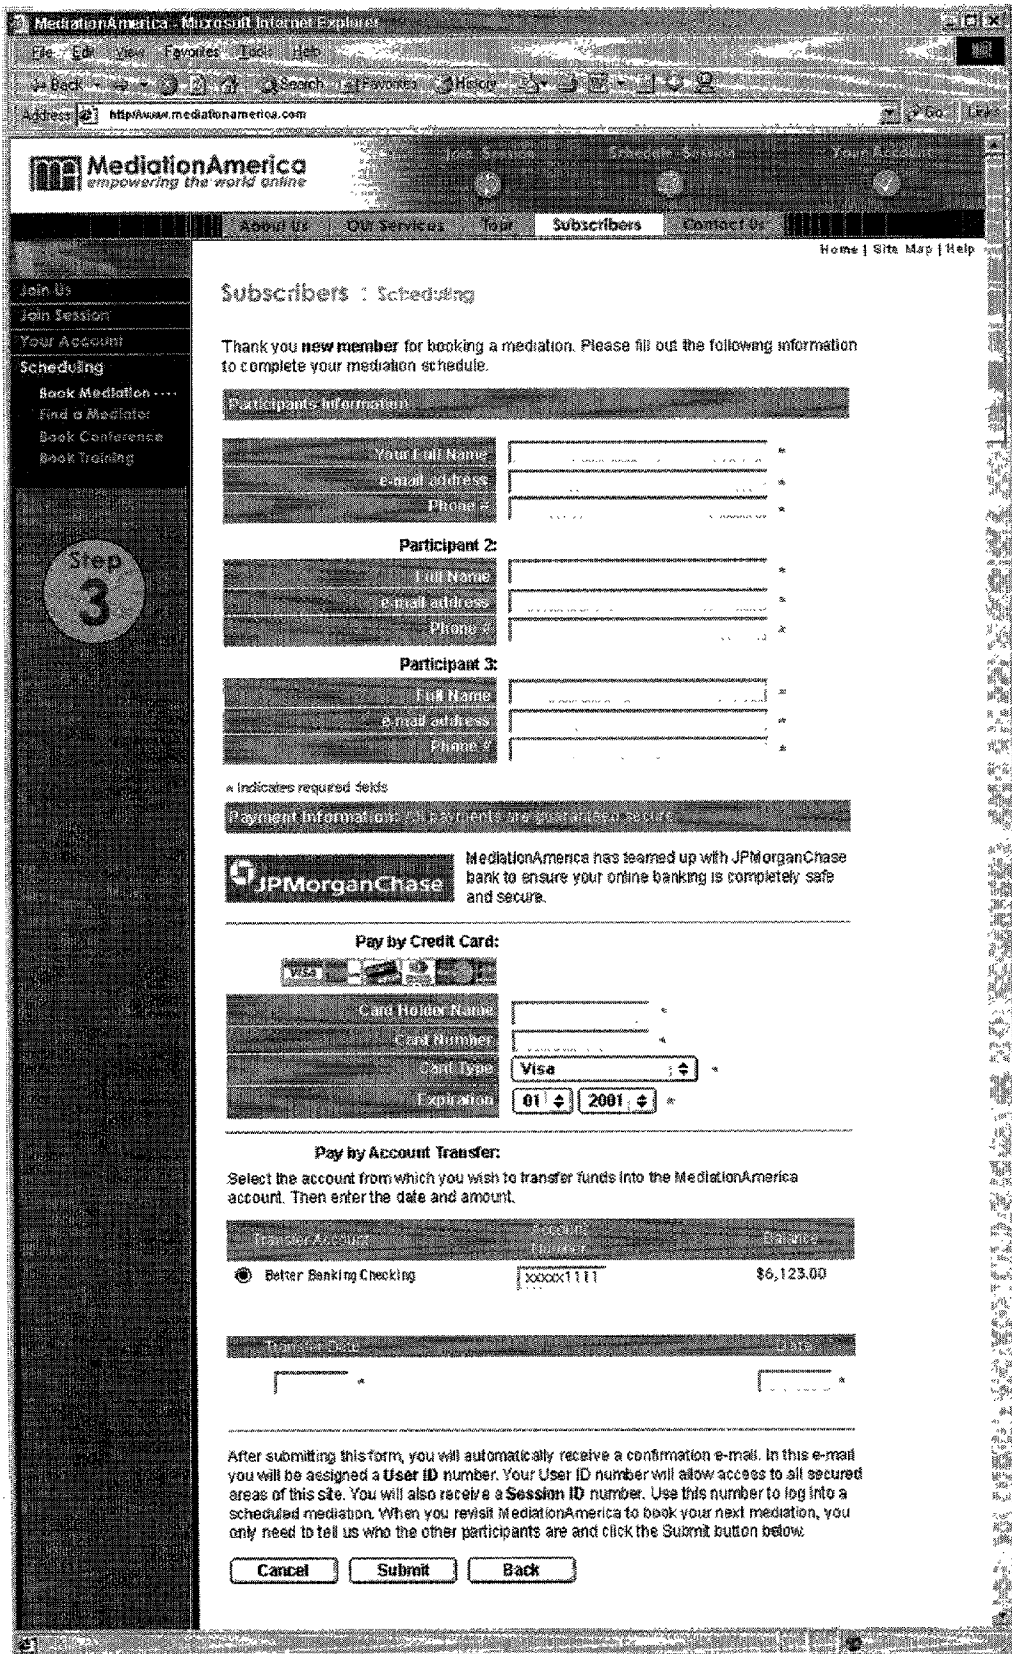 MediationAmerica - Microsoft Internet Explorer
File Edit View Favorites Tools Help
Back Search Favorites History
Address http://www.mediationamerica.com Go Links
MediationAmerica
empowering the world online
Join Session Schedule Session Your Account
About Us Our Services Tour Subscribers Contact Us
Home | Site Map | Help
Join Us
Join Session
Your Account
Scheduling
Book Mediation ····
Find a Mediator
Book Conference
Book Training
Step
3
Subscribers : Scheduling
Thank you new member for booking a mediation. Please fill out the following information
to complete your mediation schedule.
Participants Information
Your Full Name *
e-mail address *
Phone # *
Participant 2:
Full Name *
e-mail address *
Phone # *
Participant 3:
Full Name *
e-mail address *
Phone # *
* Indicates required fields
Payment Information: All payments are guaranteed secure
JPMorganChase
MediationAmerica has teamed up with JPMorganChase
bank to ensure your online banking is completely safe
and secure.
Pay by Credit Card:
VISA
Card Holder Name *
Card Number *
Card Type Visa *
Expiration 01 2001 *
Pay by Account Transfer:
Select the account from which you wish to transfer funds into the MediationAmerica
account. Then enter the date and amount.
Transfer Account Account Number Balance
Better Banking Checking xxxxx1111 $6,123.00
Transfer Date Date
* *
After submitting this form, you will automatically receive a confirmation e-mail. In this e-mail
you will be assigned a User ID number. Your User ID number will allow access to all secured
areas of this site. You will also receive a Session ID number. Use this number to log into a
scheduled mediation. When you revisit MediationAmerica to book your next mediation, you
only need to tell us who the other participants are and click the Submit button below.
Cancel Submit Back